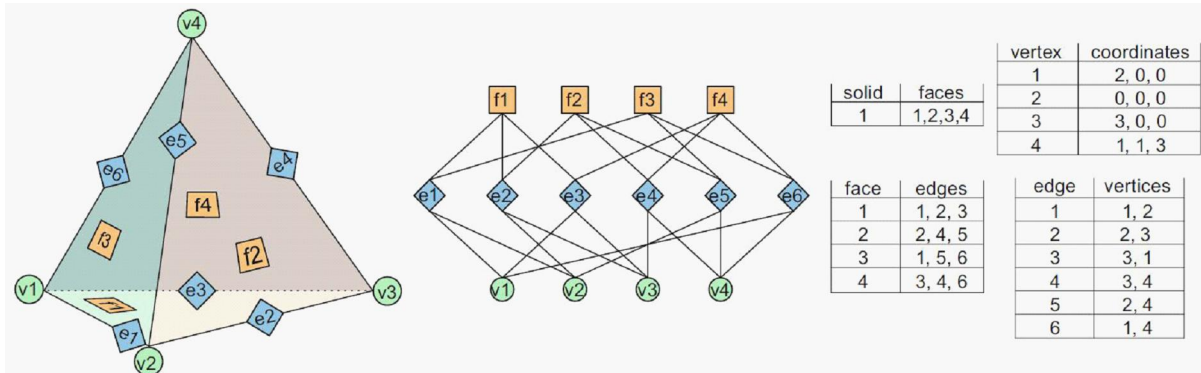 v4
e5
e6
e4
f4
f3
f2
v1
e3
v3
f1
e1
e2
v2
f1 f2 f3 f4
e1 e2 e3 e4 e5 e6
v1 v2 v3 v4
solid faces
1 1,2,3,4
vertex coordinates
1 2, 0, 0
2 0, 0, 0
3 3, 0, 0
4 1, 1, 3
face edges
1 1, 2, 3
2 2, 4, 5
3 1, 5, 6
4 3, 4, 6
edge vertices
1 1, 2
2 2, 3
3 3, 1
4 3, 4
5 2, 4
6 1, 4